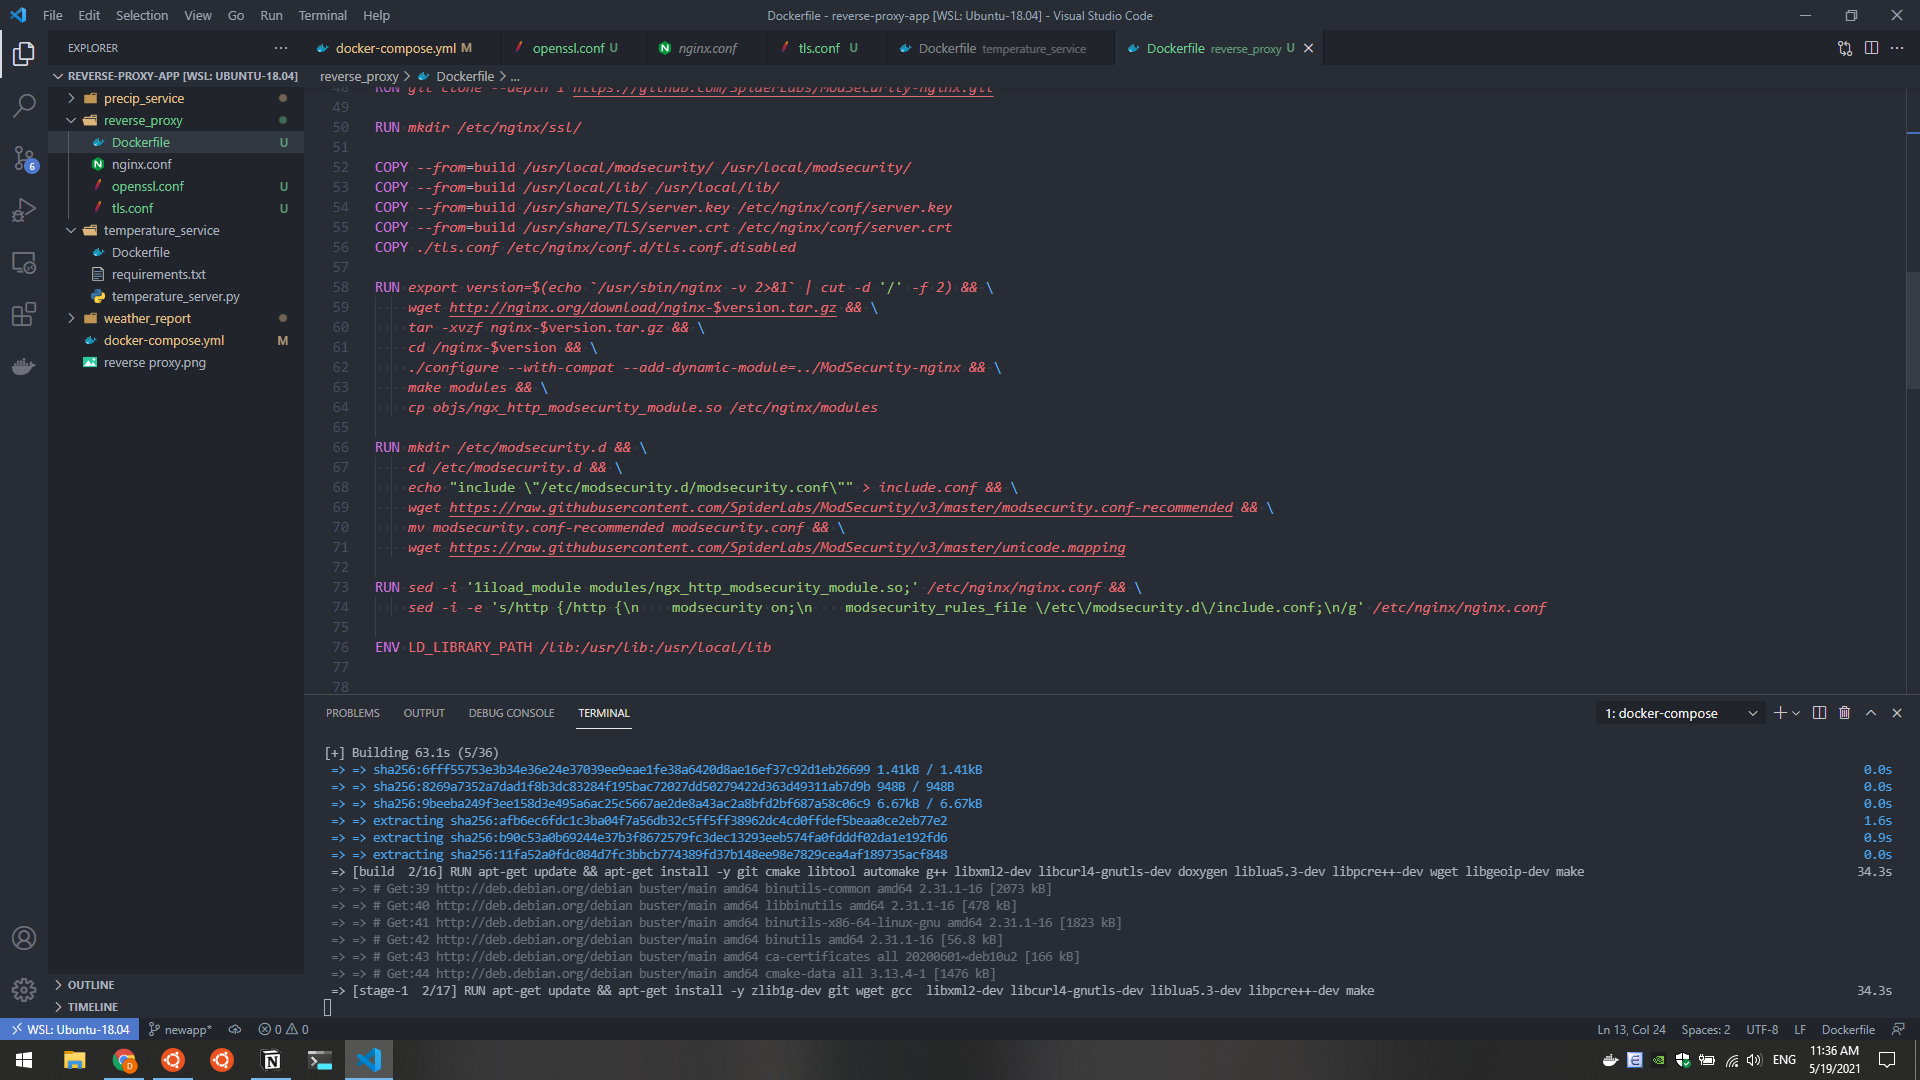 File Edit Selection View Go Run Terminal Help
Dockerfile - reverse-proxy-app [WSL: Ubuntu-18.04] - Visual Studio Code
EXPLORER
docker-compose.yml M
openssl.conf U
nginx.conf
tls.conf U
Dockerfile temperature_service
Dockerfile reverse_proxy U
REVERSE-PROXY-APP [WSL: UBUNTU-18.04]
precip_service
reverse_proxy
Dockerfile U
nginx.conf
openssl.conf U
tls.conf U
temperature_service
Dockerfile
requirements.txt
temperature_server.py
weather_report
docker-compose.yml M
reverse proxy.png
OUTLINE
TIMELINE
reverse_proxy > Dockerfile > ...
48 RUN git clone --depth 1 https://github.com/SpiderLabs/ModSecurity-nginx.git
49
50 RUN mkdir /etc/nginx/ssl/
51
52 COPY --from=build /usr/local/modsecurity/ /usr/local/modsecurity/
53 COPY --from=build /usr/local/lib/ /usr/local/lib/
54 COPY --from=build /usr/share/TLS/server.key /etc/nginx/conf/server.key
55 COPY --from=build /usr/share/TLS/server.crt /etc/nginx/conf/server.crt
56 COPY ./tls.conf /etc/nginx/conf.d/tls.conf.disabled
57
58 RUN export version=$(echo `/usr/sbin/nginx -v 2>&1` | cut -d '/' -f 2) && \
59 wget http://nginx.org/download/nginx-$version.tar.gz && \
60 tar -xvzf nginx-$version.tar.gz && \
61 cd /nginx-$version && \
62 ./configure --with-compat --add-dynamic-module=../ModSecurity-nginx && \
63 make modules && \
64 cp objs/ngx_http_modsecurity_module.so /etc/nginx/modules
65
66 RUN mkdir /etc/modsecurity.d && \
67 cd /etc/modsecurity.d && \
68 echo "include \"/etc/modsecurity.d/modsecurity.conf\"" > include.conf && \
69 wget https://raw.githubusercontent.com/SpiderLabs/ModSecurity/v3/master/modsecurity.conf-recommended && \
70 mv modsecurity.conf-recommended modsecurity.conf && \
71 wget https://raw.githubusercontent.com/SpiderLabs/ModSecurity/v3/master/unicode.mapping
72
73 RUN sed -i '1iload_module modules/ngx_http_modsecurity_module.so;' /etc/nginx/nginx.conf && \
74 sed -i -e 's/http {/http {\n    modsecurity on;\n    modsecurity_rules_file \/etc\/modsecurity.d\/include.conf;\n/g' /etc/nginx/nginx.conf
75
76 ENV LD_LIBRARY_PATH /lib:/usr/lib:/usr/local/lib
77
78
PROBLEMS OUTPUT DEBUG CONSOLE TERMINAL
1: docker-compose
[+] Building 63.1s (5/36)
=> => sha256:6fff55753e3b34e36e24e37039ee9eae1fe38a6420d8ae16ef37c92d1eb26699 1.41kB / 1.41kB 0.0s
=> => sha256:8269a7352a7dad1f8b3dc83284f195bac72027dd50279422d363d49311ab7d9b 948B / 948B 0.0s
=> => sha256:9beeba249f3ee158d3e495a6ac25c5667ae2de8a43ac2a8bfd2bf687a58c06c9 6.67kB / 6.67kB 0.0s
=> => extracting sha256:afb6ec6fdc1c3ba04f7a56db32c5ff5ff38962dc4cd0ffdef5beaa0ce2eb77e2 1.6s
=> => extracting sha256:b90c53a0b69244e37b3f8672579fc3dec13293eeb574fa0fdddf02da1e192fd6 0.9s
=> => extracting sha256:11fa52a0fdc084d7fc3bbcb774389fd37b148ee98e7829cea4af189735acf848 0.0s
=> [build  2/16] RUN apt-get update && apt-get install -y git cmake libtool automake g++ libxml2-dev libcurl4-gnutls-dev doxygen liblua5.3-dev libpcre++-dev wget libgeoip-dev make 34.3s
=> => # Get:39 http://deb.debian.org/debian buster/main amd64 binutils-common amd64 2.31.1-16 [2073 kB]
=> => # Get:40 http://deb.debian.org/debian buster/main amd64 libbinutils amd64 2.31.1-16 [478 kB]
=> => # Get:41 http://deb.debian.org/debian buster/main amd64 binutils-x86-64-linux-gnu amd64 2.31.1-16 [1823 kB]
=> => # Get:42 http://deb.debian.org/debian buster/main amd64 binutils amd64 2.31.1-16 [56.8 kB]
=> => # Get:43 http://deb.debian.org/debian buster/main amd64 ca-certificates all 20200601~deb10u2 [166 kB]
=> => # Get:44 http://deb.debian.org/debian buster/main amd64 cmake-data all 3.13.4-1 [1476 kB]
=> [stage-1  2/17] RUN apt-get update && apt-get install -y zlib1g-dev git wget gcc  libxml2-dev libcurl4-gnutls-dev liblua5.3-dev libpcre++-dev make 34.3s
6
WSL: Ubuntu-18.04 newapp* 0 0
Ln 13, Col 24 Spaces: 2 UTF-8 LF Dockerfile
ENG
11:36 AM
5/19/2021